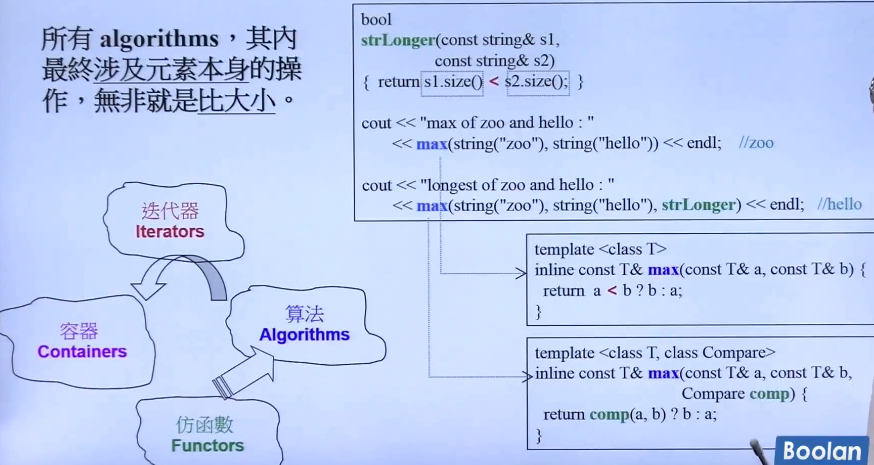 所有 algorithms，其內
最終涉及元素本身的操
作，無非就是比大小。
bool
strLonger(const string& s1,
const string& s2)
{ return s1.size() < s2.size(); }
cout << "max of zoo and hello : "
<< max(string("zoo"), string("hello")) << endl; //zoo
cout << "longest of zoo and hello : "
<< max(string("zoo"), string("hello"), strLonger) << endl; //hello
迭代器
Iterators
容器
Containers
算法
Algorithms
仿函數
Functors
template <class T>
inline const T& max(const T& a, const T& b) {
return a < b ? b : a;
}
template <class T, class Compare>
inline const T& max(const T& a, const T& b,
Compare comp) {
return comp(a, b) ? b : a;
}
Boolan